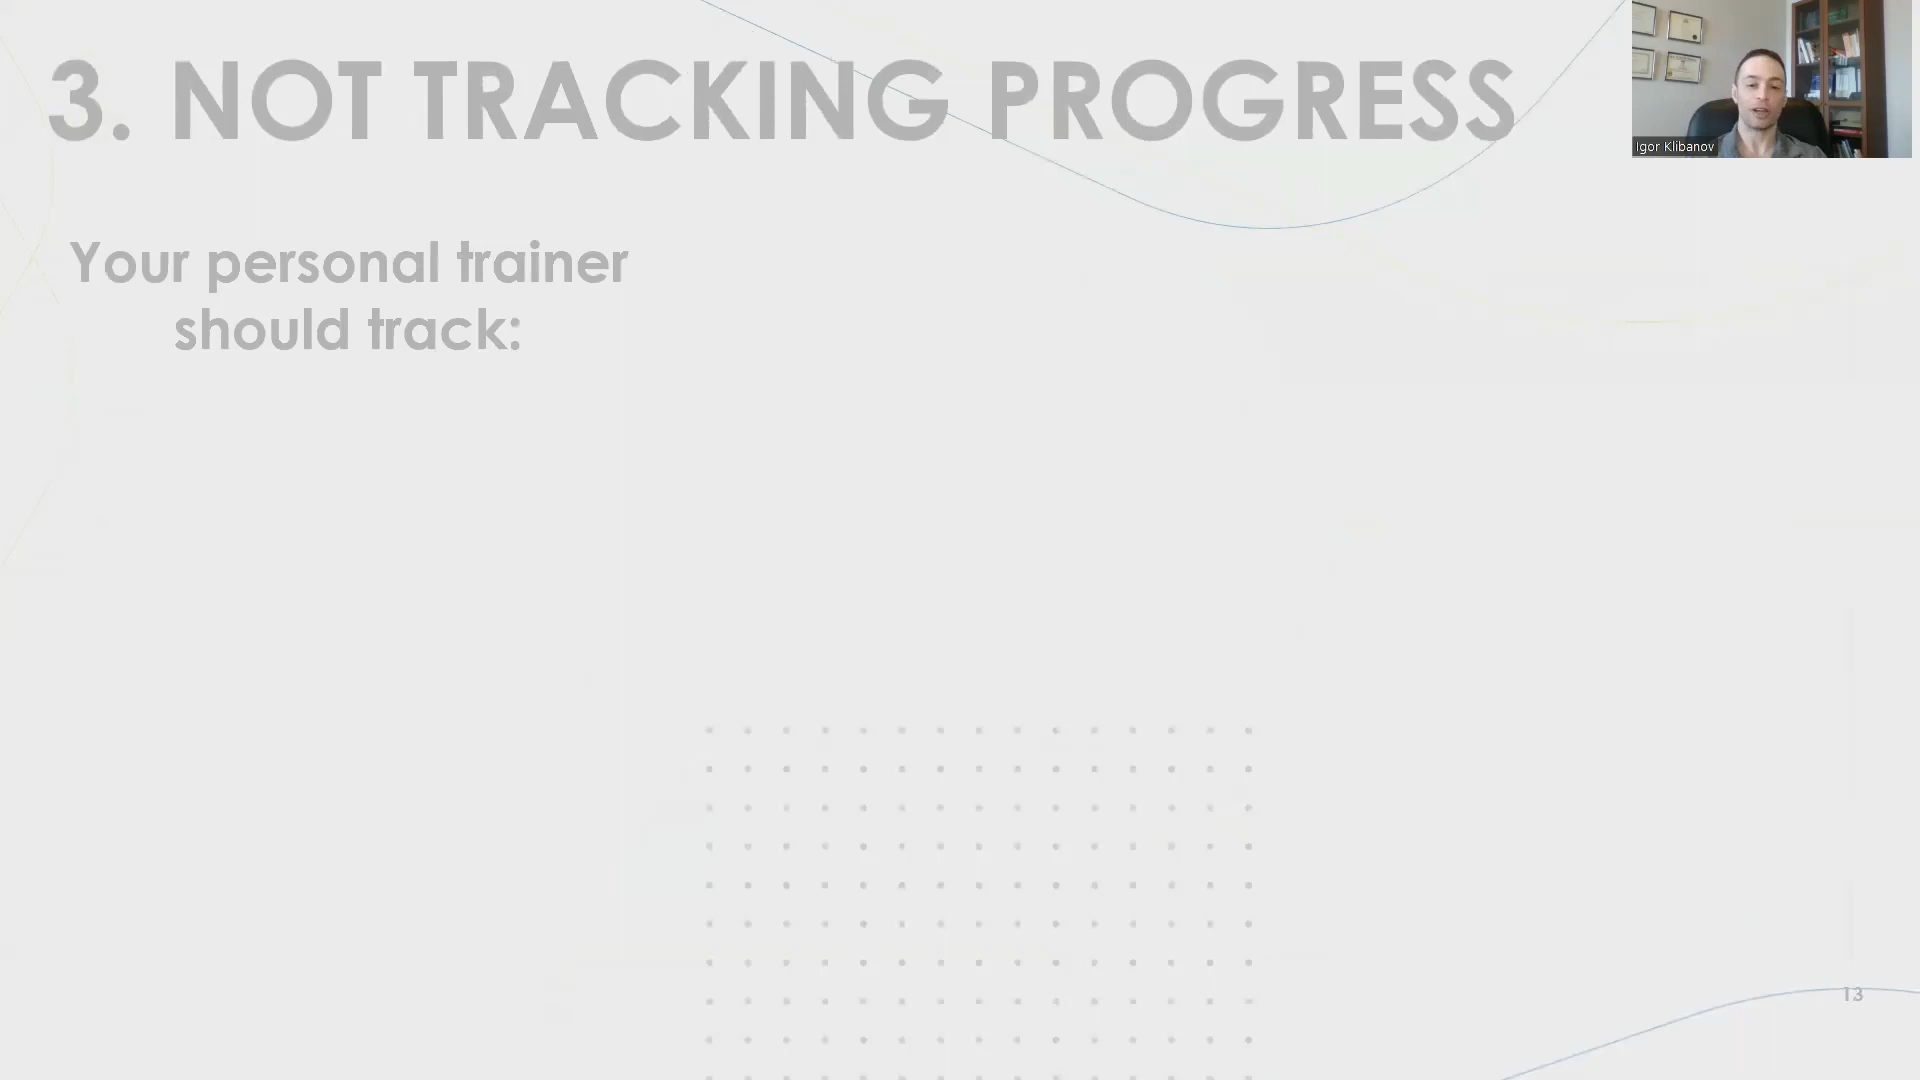 3. NOT TRACKING PROGRESS
Igor Klibanov
Your personal trainer
should track:
13